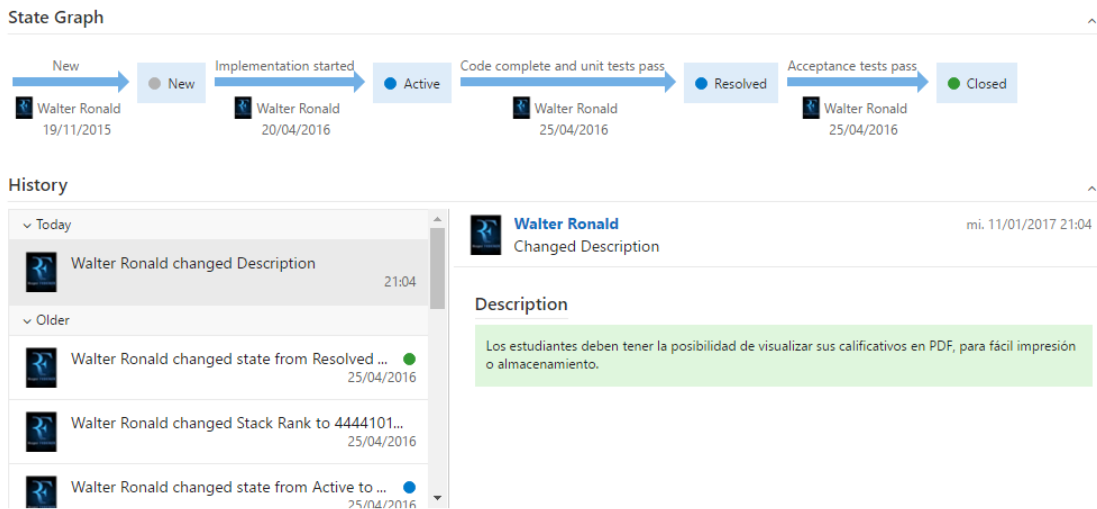 State Graph
New
Implementation started
Code complete and unit tests pass
Acceptance tests pass
New
Active
Resolved
Closed
Walter Ronald
Walter Ronald
Walter Ronald
Walter Ronald
19/11/2015
20/04/2016
25/04/2016
25/04/2016
History
Today
Walter Ronald changed Description
21:04
Older
Walter Ronald changed state from Resolved ...
25/04/2016
Walter Ronald changed Stack Rank to 4444101...
25/04/2016
Walter Ronald changed state from Active to ...
25/04/2016
Walter Ronald
mi. 11/01/2017 21:04
Changed Description
Description
Los estudiantes deben tener la posibilidad de visualizar sus calificativos en PDF, para fácil impresión
o almacenamiento.